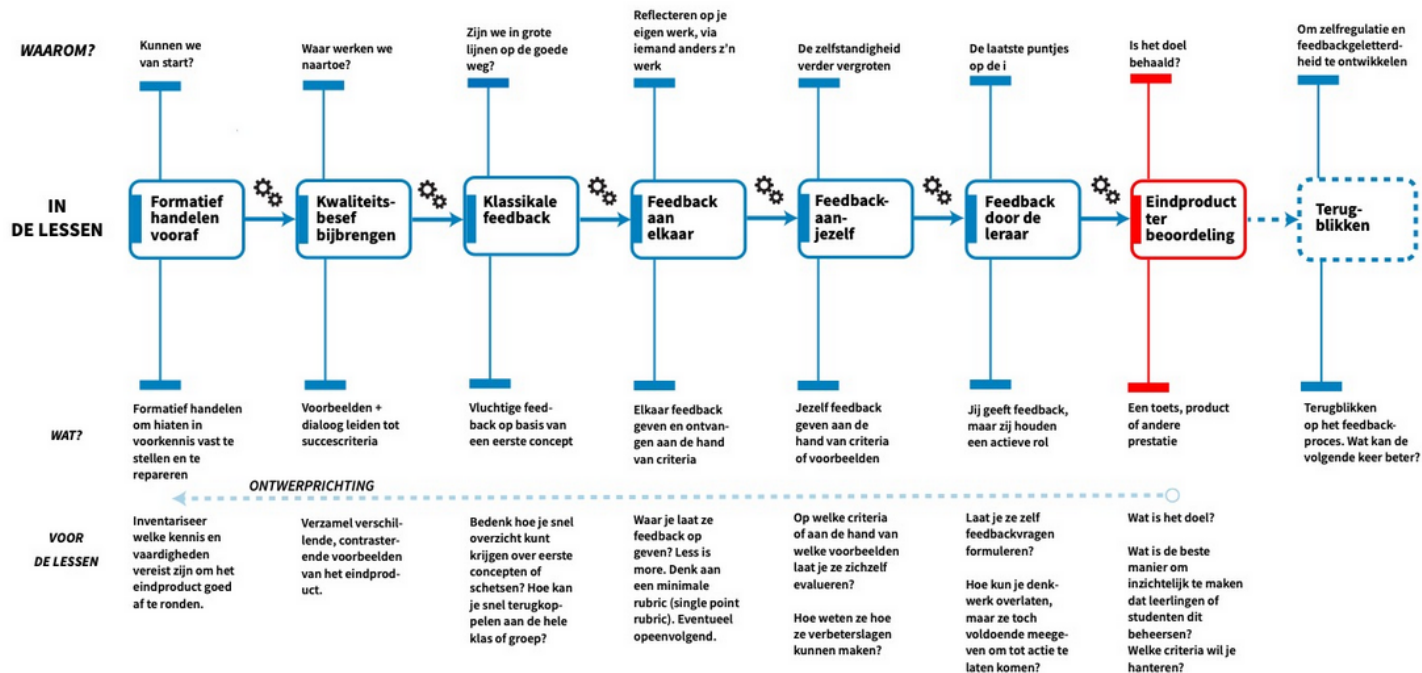 WAAROM?
Kunnen we
van start?
Waar werken we
naartoe?
Zijn we in grote
lijnen op de goede
weg?
Reflecteren op je
eigen werk, via
iemand anders z'n
werk
De zelfstandigheid
verder vergroten
De laatste puntjes
op de i
Is het doel
behaald?
Om zelfregulatie en
feedbackgeletterd-
heid te ontwikkelen
IN
DE LESSEN
Formatief
handelen
vooraf
Kwaliteits-
besef
bijbrengen
Klassikale
feedback
Feedback
aan
elkaar
Feedback-
aan-
jezelf
Feedback
door de
leraar
Eindproduct
ter
beoordeling
Terug-
blikken
WAT?
Formatief handelen
om hiaten in
voorkennis vast te
stellen en te
repareren
Voorbeelden +
dialoog leiden tot
succescriteria
Vluchtige feed-
back op basis van
een eerste concept
Elkaar feedback
geven en ontvan-
gen aan de hand
van criteria
Jezelf feedback
geven aan de
hand van criteria
of voorbeelden
Jij geeft feedback,
maar zij houden
een actieve rol
Een toets, product
of andere
prestatie
Terugblikken
op het feedback-
proces. Wat kan de
volgende keer beter?
ONTWERPRICHTING
VOOR
DE LESSEN
Inventariseer
welke kennis en
vaardigheden
vereist zijn om het
eindproduct goed
af te ronden.
Verzamel verschil-
lende, contraster-
ende voorbeelden
van het eindprod-
uct.
Bedenk hoe je snel
overzicht kunt
krijgen over eerste
concepten of
schetsen? Hoe kan
je snel terugkop-
pelen aan de hele
klas of groep?
Waar je laat ze
feedback op
geven? Less is
more. Denk aan
een minimale
rubric (single point
rubric). Eventueel
opeenvolgend.
Op welke criteria
of aan de hand van
welke voorbeelden
laat je ze zichzelf
evalueren?
Hoe weten ze hoe
ze verbeterslagen
kunnen maken?
Laat je ze zelf
feedbackvragen
formuleren?
Hoe kun je denk-
werk overlaten,
maar ze toch
voldoende meege-
ven om tot actie te
laten komen?
Wat is het doel?
Wat is de beste
manier om
inzichtelijk te maken
dat leerlingen of
studenten dit
beheersen?
Welke criteria wil je
hanteren?